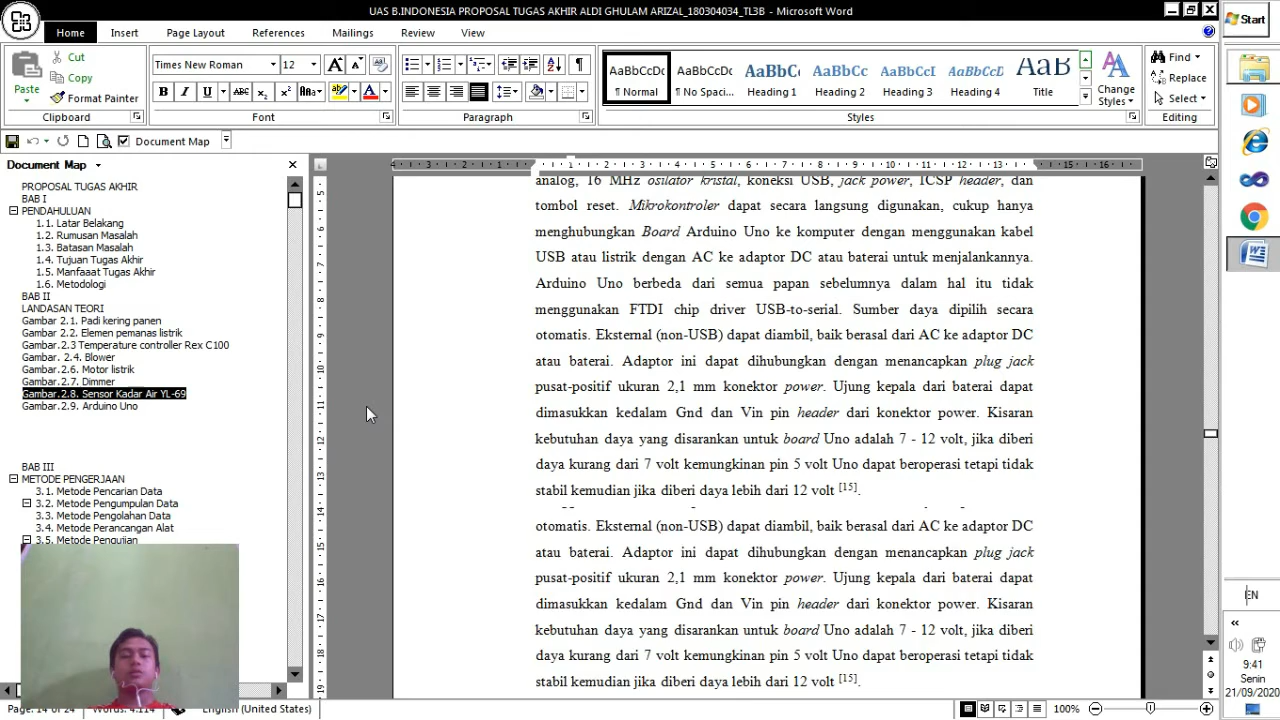 UAS B.INDONESIA PROPOSAL TUGAS AKHIR ALDI GHULAM ARIZAL_180304034_TL3B - Microsoft Word
Start
Home Insert Page Layout References Mailings Review View
Paste
Cut
Copy
Format Painter
Clipboard
Times New Roman 12
Font
Paragraph
AaBbCcDc AaBbCcDc AaBbC AaBbCc AaBbCcI AaBbCcD AaB
¶ Normal ¶ No Spaci... Heading 1 Heading 2 Heading 3 Heading 4 Title
Change Styles
Styles
Find
Replace
Select
Editing
Document Map
Document Map
PROPOSAL TUGAS AKHIR
BAB I
PENDAHULUAN
1.1. Latar Belakang
1.2. Rumusan Masalah
1.3. Batasan Masalah
1.4. Tujuan Tugas Akhir
1.5. Manfaaat Tugas Akhir
1.6. Metodologi
BAB II
LANDASAN TEORI
Gambar 2.1. Padi kering panen
Gambar 2.2. Elemen pemanas listrik
Gambar 2.3 Temperature controller Rex C100
Gambar. 2.4. Blower
Gambar 2.6. Motor listrik
Gambar.2.7. Dimmer
Gambar.2.8. Sensor Kadar Air YL-69
Gambar.2.9. Arduino Uno
BAB III
METODE PENGERJAAN
3.1. Metode Pencarian Data
3.2. Metode Pengumpulan Data
3.3. Metode Pengolahan Data
3.4. Metode Perancangan Alat
3.5. Metode Pengujian
analog, 16 MHz osilator kristal, koneksi USB, jack power, ICSP header, dan
tombol reset. Mikrokontroler dapat secara langsung digunakan, cukup hanya
menghubungkan Board Arduino Uno ke komputer dengan menggunakan kabel
USB atau listrik dengan AC ke adaptor DC atau baterai untuk menjalankannya.
Arduino Uno berbeda dari semua papan sebelumnya dalam hal itu tidak
menggunakan FTDI chip driver USB-to-serial. Sumber daya dipilih secara
otomatis. Eksternal (non-USB) dapat diambil, baik berasal dari AC ke adaptor DC
atau baterai. Adaptor ini dapat dihubungkan dengan menancapkan plug jack
pusat-positif ukuran 2,1 mm konektor power. Ujung kepala dari baterai dapat
dimasukkan kedalam Gnd dan Vin pin header dari konektor power. Kisaran
kebutuhan daya yang disarankan untuk board Uno adalah 7 - 12 volt, jika diberi
daya kurang dari 7 volt kemungkinan pin 5 volt Uno dapat beroperasi tetapi tidak
stabil kemudian jika diberi daya lebih dari 12 volt [15].
otomatis. Eksternal (non-USB) dapat diambil, baik berasal dari AC ke adaptor DC
atau baterai. Adaptor ini dapat dihubungkan dengan menancapkan plug jack
pusat-positif ukuran 2,1 mm konektor power. Ujung kepala dari baterai dapat
dimasukkan kedalam Gnd dan Vin pin header dari konektor power. Kisaran
kebutuhan daya yang disarankan untuk board Uno adalah 7 - 12 volt, jika diberi
daya kurang dari 7 volt kemungkinan pin 5 volt Uno dapat beroperasi tetapi tidak
stabil kemudian jika diberi daya lebih dari 12 volt [15].
Page: 14 of 24 Words: 4.114 English (United States) 100%
EN
9:41
Senin
21/09/2020